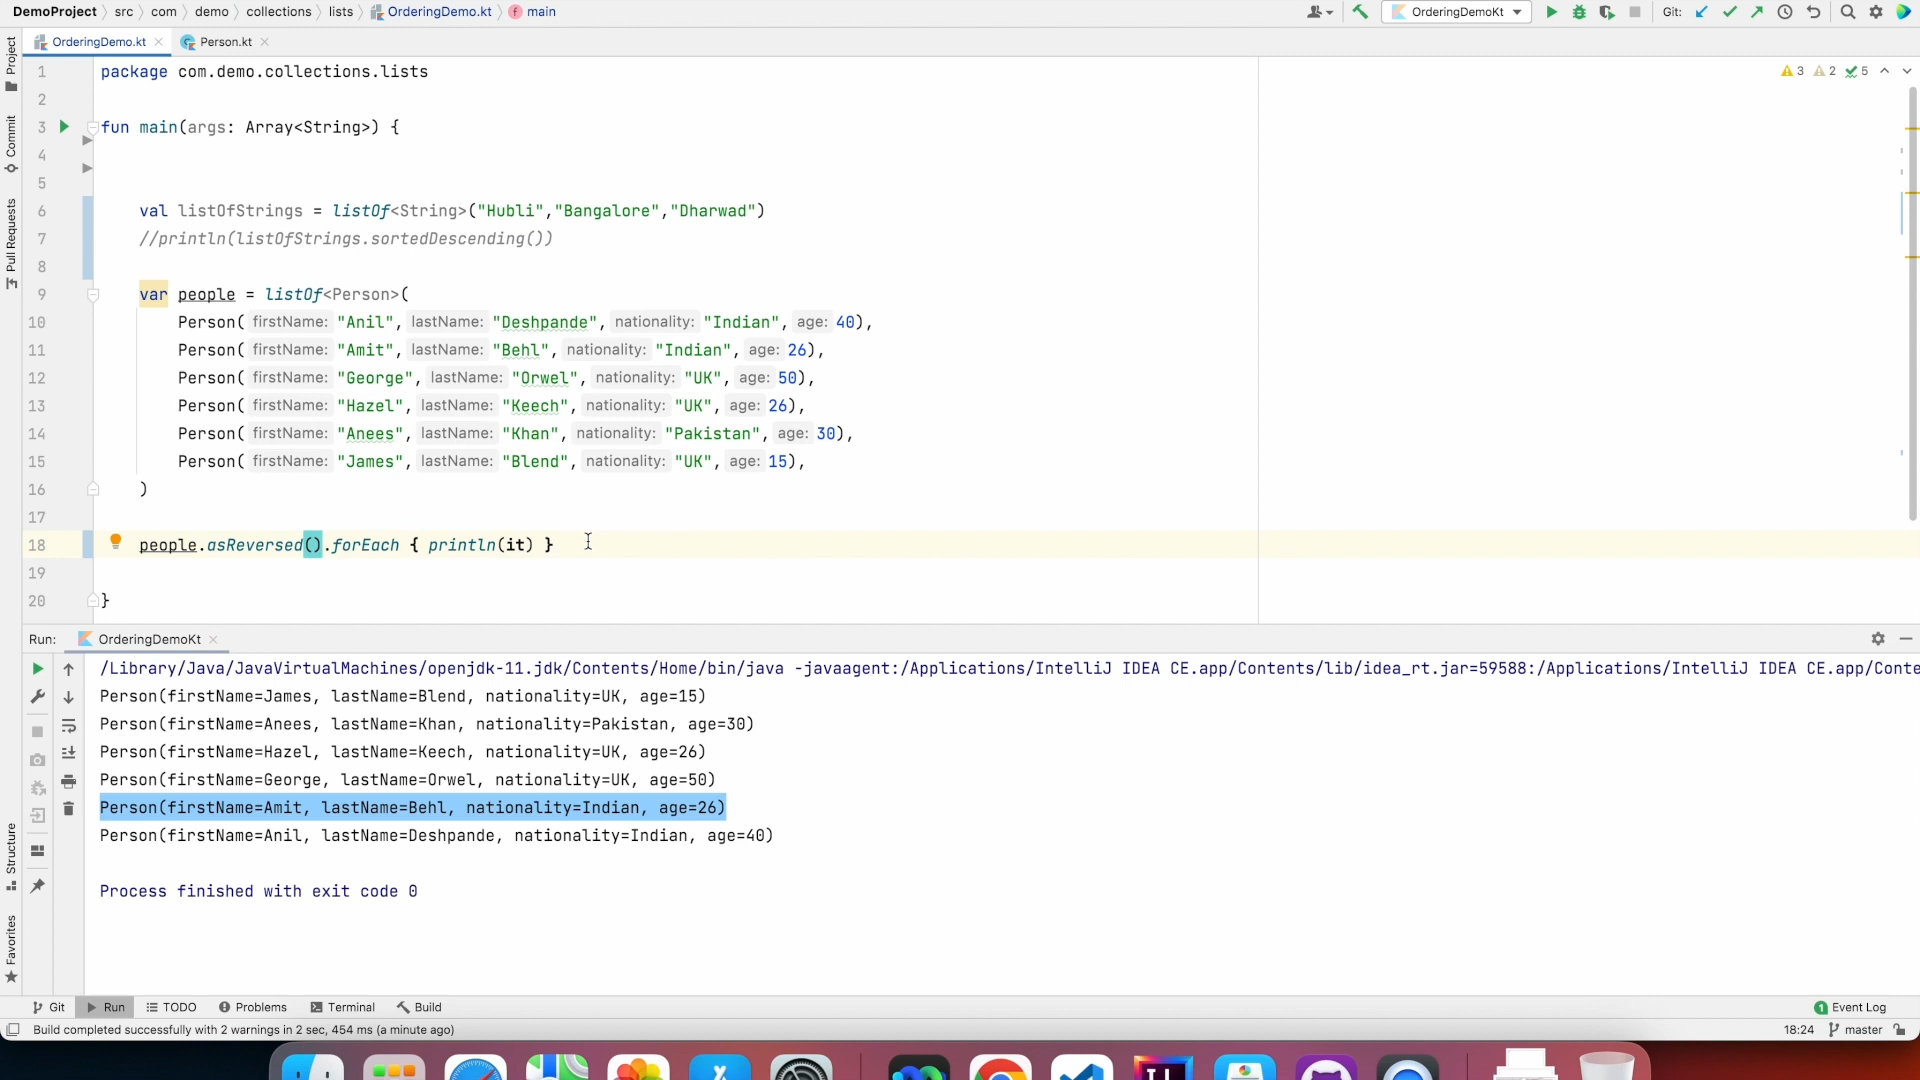 DemoProject src com demo collections lists OrderingDemo.kt main OrderingDemoKt Git:
OrderingDemo.kt Person.kt
Project
Commit
Pull Requests
Structure
Favorites
3 2 5
1 package com.demo.collections.lists
2
3 fun main(args: Array<String>) {
4
5
6 val listOfStrings = listOf<String>("Hubli","Bangalore","Dharwad")
7 //println(listOfStrings.sortedDescending())
8
9 var people = listOf<Person>(
10 Person( firstName: "Anil", lastName: "Deshpande", nationality: "Indian", age: 40),
11 Person( firstName: "Amit", lastName: "Behl", nationality: "Indian", age: 26),
12 Person( firstName: "George", lastName: "Orwel", nationality: "UK", age: 50),
13 Person( firstName: "Hazel", lastName: "Keech", nationality: "UK", age: 26),
14 Person( firstName: "Anees", lastName: "Khan", nationality: "Pakistan", age: 30),
15 Person( firstName: "James", lastName: "Blend", nationality: "UK", age: 15),
16 )
17
18 people.asReversed().forEach { println(it) }
19
20 }
Run: OrderingDemoKt
/Library/Java/JavaVirtualMachines/openjdk-11.jdk/Contents/Home/bin/java -javaagent:/Applications/IntelliJ IDEA CE.app/Contents/lib/idea_rt.jar=59588:/Applications/IntelliJ IDEA CE.app/Conte
Person(firstName=James, lastName=Blend, nationality=UK, age=15)
Person(firstName=Anees, lastName=Khan, nationality=Pakistan, age=30)
Person(firstName=Hazel, lastName=Keech, nationality=UK, age=26)
Person(firstName=George, lastName=Orwel, nationality=UK, age=50)
Person(firstName=Amit, lastName=Behl, nationality=Indian, age=26)
Person(firstName=Anil, lastName=Deshpande, nationality=Indian, age=40)
Process finished with exit code 0
Git Run TODO Problems Terminal Build 1 Event Log
Build completed successfully with 2 warnings in 2 sec, 454 ms (a minute ago) 18:24 master